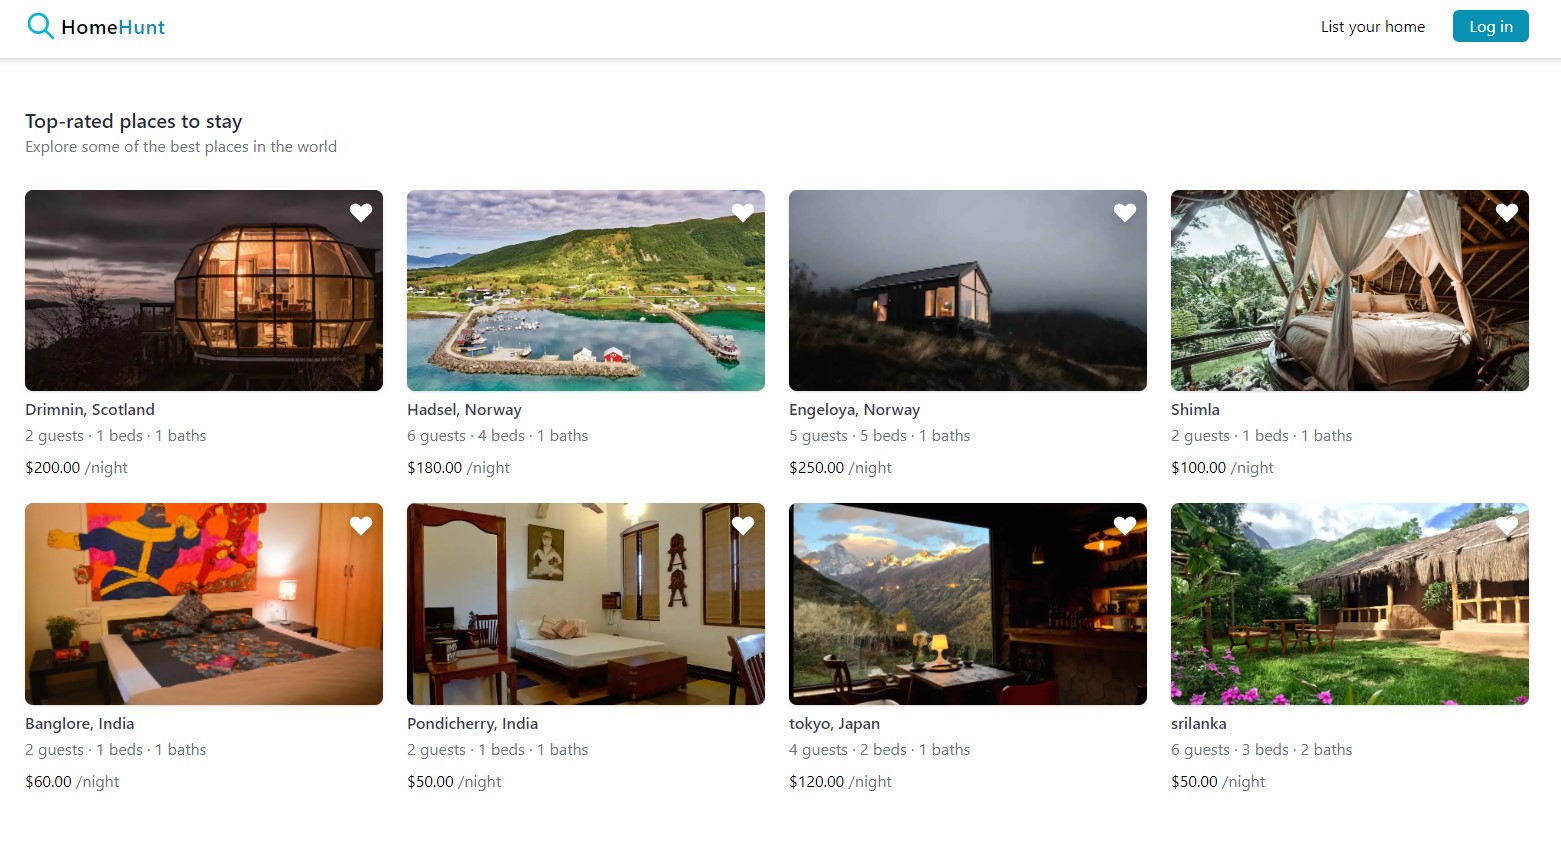 HomeHunt
List your home
Log in
Top-rated places to stay
Explore some of the best places in the world
Drimnin, Scotland
2 guests · 1 beds · 1 baths
$200.00 /night
Hadsel, Norway
6 guests · 4 beds · 1 baths
$180.00 /night
Engeloya, Norway
5 guests · 5 beds · 1 baths
$250.00 /night
Shimla
2 guests · 1 beds · 1 baths
$100.00 /night
Banglore, India
2 guests · 1 beds · 1 baths
$60.00 /night
Pondicherry, India
2 guests · 1 beds · 1 baths
$50.00 /night
tokyo, Japan
4 guests · 2 beds · 1 baths
$120.00 /night
srilanka
6 guests · 3 beds · 2 baths
$50.00 /night